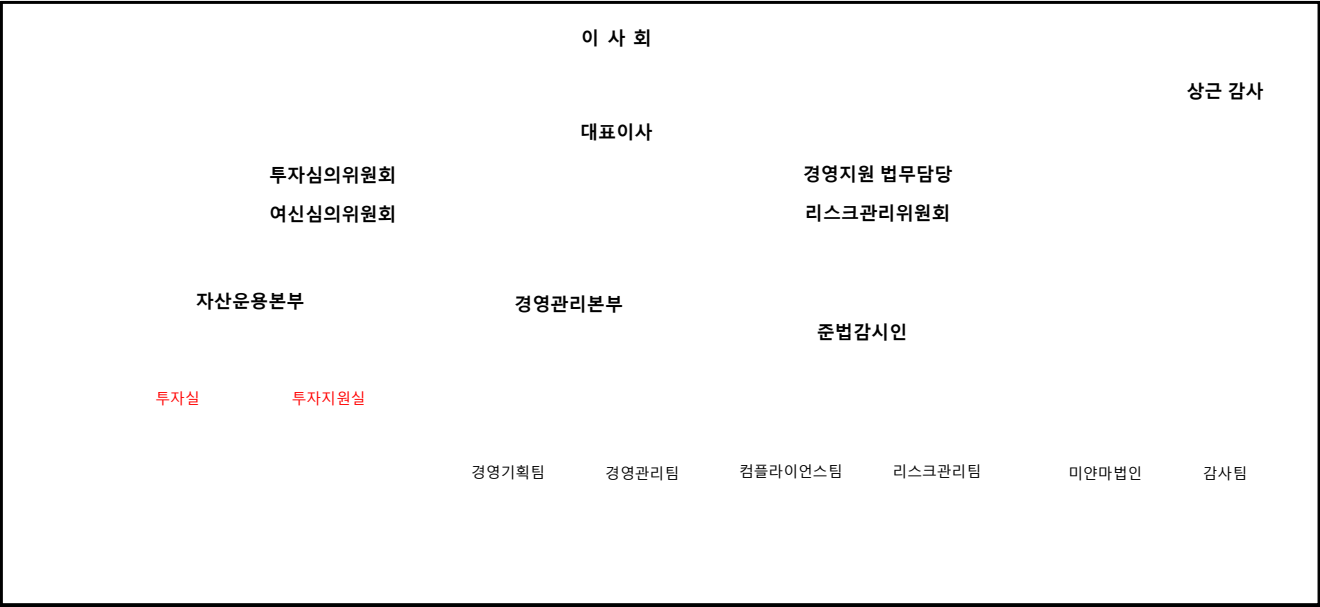 이 사 회
상근 감사
대표이사
투자심의위원회
경영지원 법무담당
여신심의위원회
리스크관리위원회
자산운용본부
경영관리본부
준법감시인
투자실
투자지원실
경영기획팀
경영관리팀
컴플라이언스팀
리스크관리팀
미얀마법인
감사팀